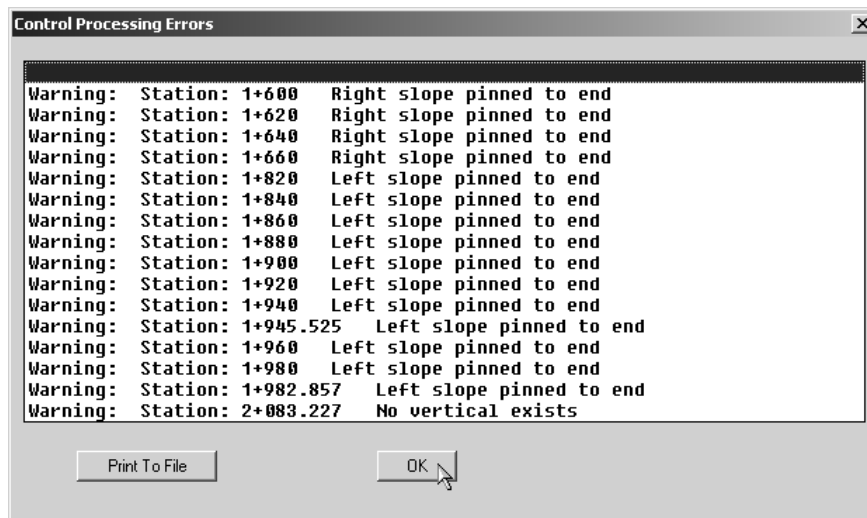 Control Processing Errors
Warning: Station: 1+600 Right slope pinned to end
Warning: Station: 1+620 Right slope pinned to end
Warning: Station: 1+640 Right slope pinned to end
Warning: Station: 1+660 Right slope pinned to end
Warning: Station: 1+820 Left slope pinned to end
Warning: Station: 1+840 Left slope pinned to end
Warning: Station: 1+860 Left slope pinned to end
Warning: Station: 1+880 Left slope pinned to end
Warning: Station: 1+900 Left slope pinned to end
Warning: Station: 1+920 Left slope pinned to end
Warning: Station: 1+940 Left slope pinned to end
Warning: Station: 1+945.525 Left slope pinned to end
Warning: Station: 1+960 Left slope pinned to end
Warning: Station: 1+980 Left slope pinned to end
Warning: Station: 1+982.857 Left slope pinned to end
Warning: Station: 2+083.227 No vertical exists
Print To File OK